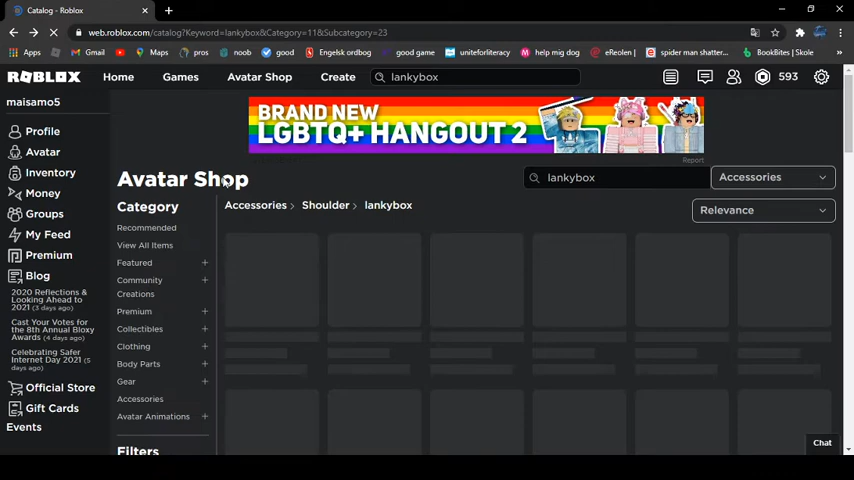 Catalog - Roblox
web.roblox.com/catalog?Keyword=lankybox&Category=11&Subcategory=23
Apps Gmail Maps pros noob good Engelsk ordbog good game uniteforliteracy help mig dog eReolen spider man shatter... BookBites | Skole
ROBLOX Home Games Avatar Shop Create lankybox 593
maisamo5
Profile
Avatar
Inventory
Money
Groups
My Feed
Premium
Blog
2020 Reflections &
Looking Ahead to
2021 (3 days ago)
Cast Your Votes for
the 8th Annual Bloxy
Awards (4 days ago)
Celebrating Safer
Internet Day 2021 (5
days ago)
Official Store
Gift Cards
Events
BRAND NEW
LGBTQ+ HANGOUT 2
Report
Avatar Shop
lankybox Accessories
Category
Accessories > Shoulder > lankybox
Relevance
Recommended
View All Items
Featured +
Community +
Creations
Premium +
Collectibles +
Clothing +
Body Parts +
Gear +
Accessories
Avatar Animations +
Filters
Chat